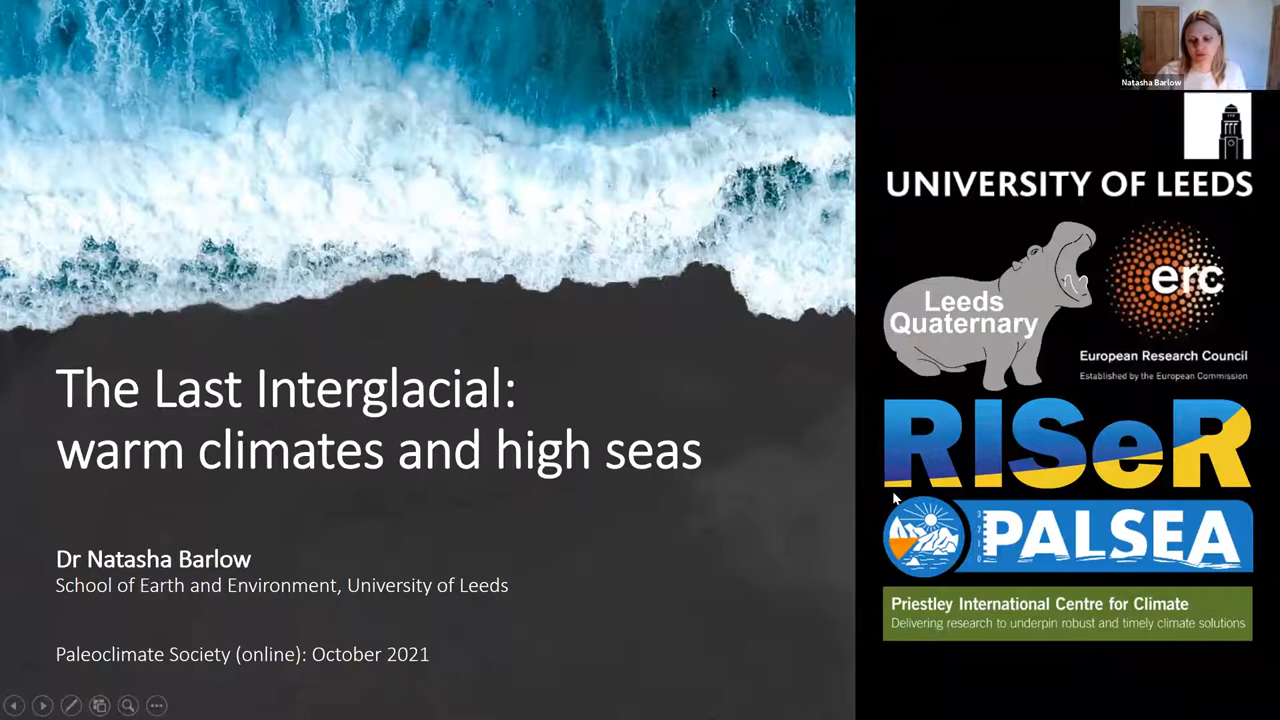 Natasha Barlow
UNIVERSITY OF LEEDS
Leeds
Quaternary
erc
European Research Council
Established by the European Commission
RISeR
PALSEA
Priestley International Centre for Climate
Delivering research to underpin robust and timely climate solutions
The Last Interglacial:
warm climates and high seas
Dr Natasha Barlow
School of Earth and Environment, University of Leeds
Paleoclimate Society (online): October 2021